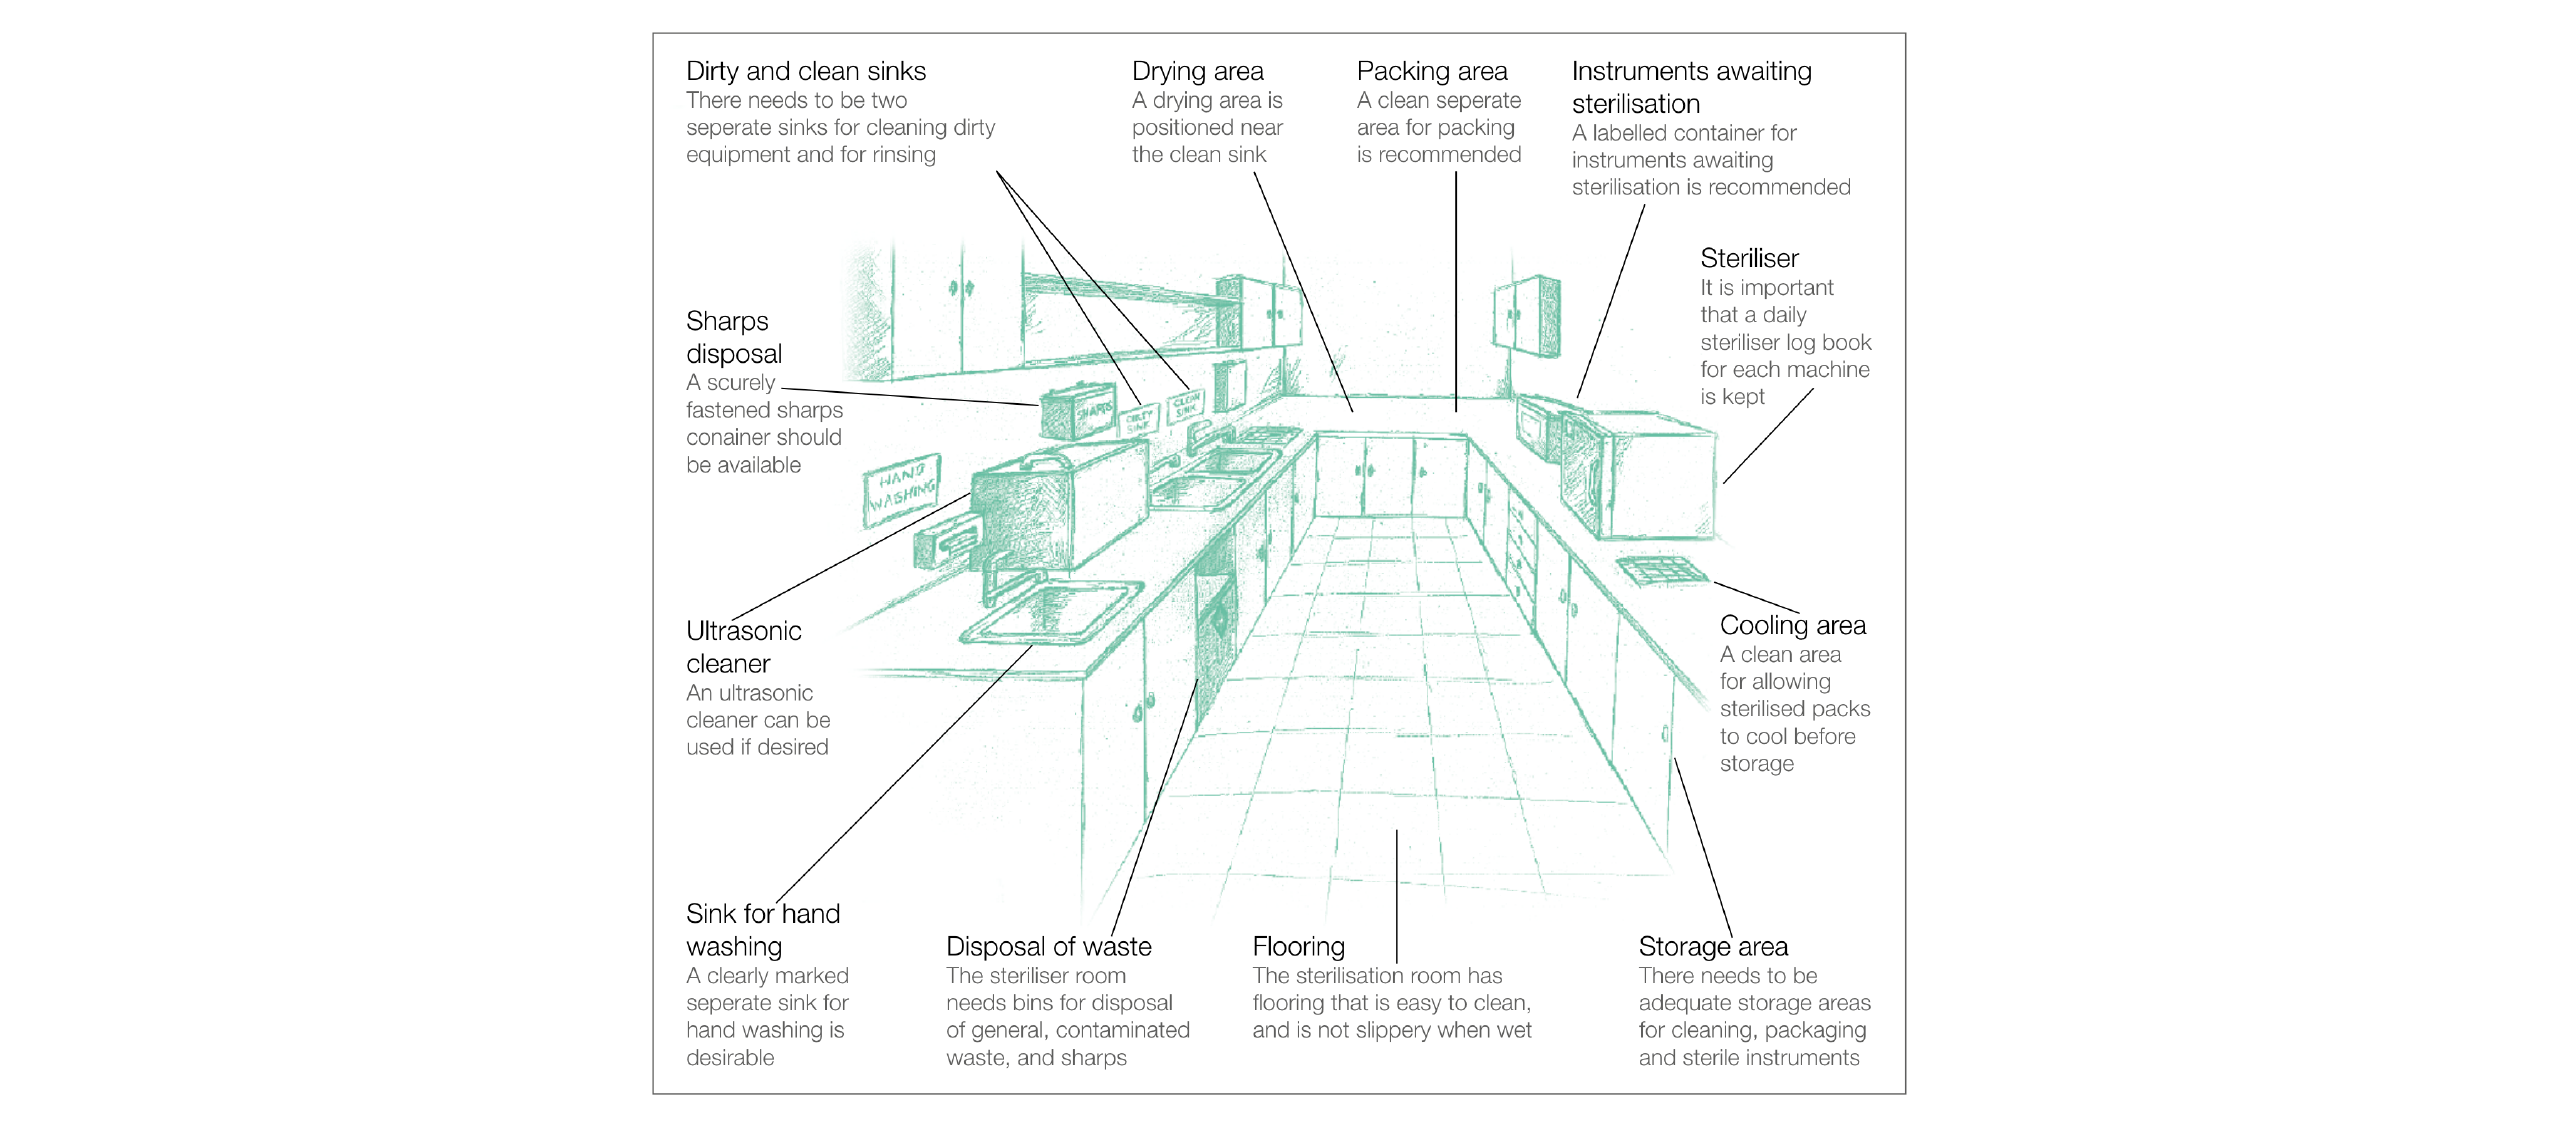 Dirty and clean sinks
There needs to be two
seperate sinks for cleaning dirty
equipment and for rinsing
Drying area
A drying area is
positioned near
the clean sink
Packing area
A clean seperate
area for packing
is recommended
Instruments awaiting
sterilisation
A labelled container for
instruments awaiting
sterilisation is recommended
Steriliser
It is important
that a daily
steriliser log book
for each machine
is kept
Sharps
disposal
A scurely
fastened sharps
conainer should
be available
SHARPS
DIRTY
SINK
CLEAN
SINK
HAND
WASHING
Ultrasonic
cleaner
An ultrasonic
cleaner can be
used if desired
Cooling area
A clean area
for allowing
sterilised packs
to cool before
storage
Sink for hand
washing
A clearly marked
seperate sink for
hand washing is
desirable
Disposal of waste
The steriliser room
needs bins for disposal
of general, contaminated
waste, and sharps
Flooring
The sterilisation room has
flooring that is easy to clean,
and is not slippery when wet
Storage area
There needs to be
adequate storage areas
for cleaning, packaging
and sterile instruments